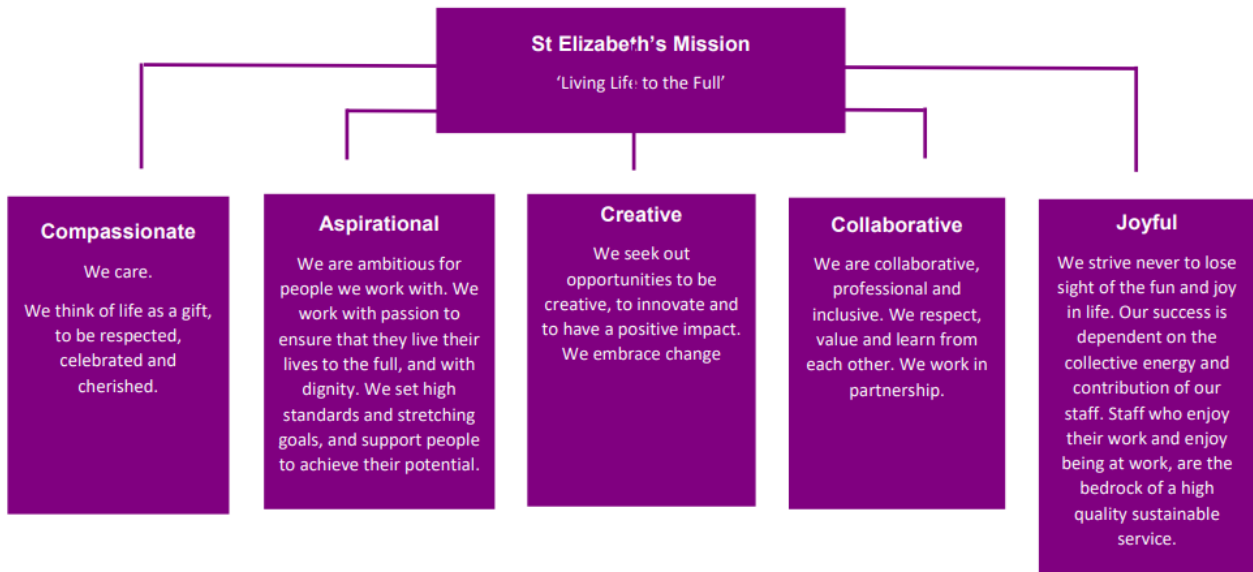 St Elizabeth's Mission
‘Living Life to the Full’
Compassionate
We care.
We think of life as a gift,
to be respected,
celebrated and
cherished.
Aspirational
We are ambitious for
people we work with. We
work with passion to
ensure that they live their
lives to the full, and with
dignity. We set high
standards and stretching
goals, and support people
to achieve their potential.
Creative
We seek out
opportunities to be
creative, to innovate and
to have a positive impact.
We embrace change
Collaborative
We are collaborative,
professional and
inclusive. We respect,
value and learn from
each other. We work in
partnership.
Joyful
We strive never to lose
sight of the fun and joy
in life. Our success is
dependent on the
collective energy and
contribution of our
staff. Staff who enjoy
their work and enjoy
being at work, are the
bedrock of a high
quality sustainable
service.